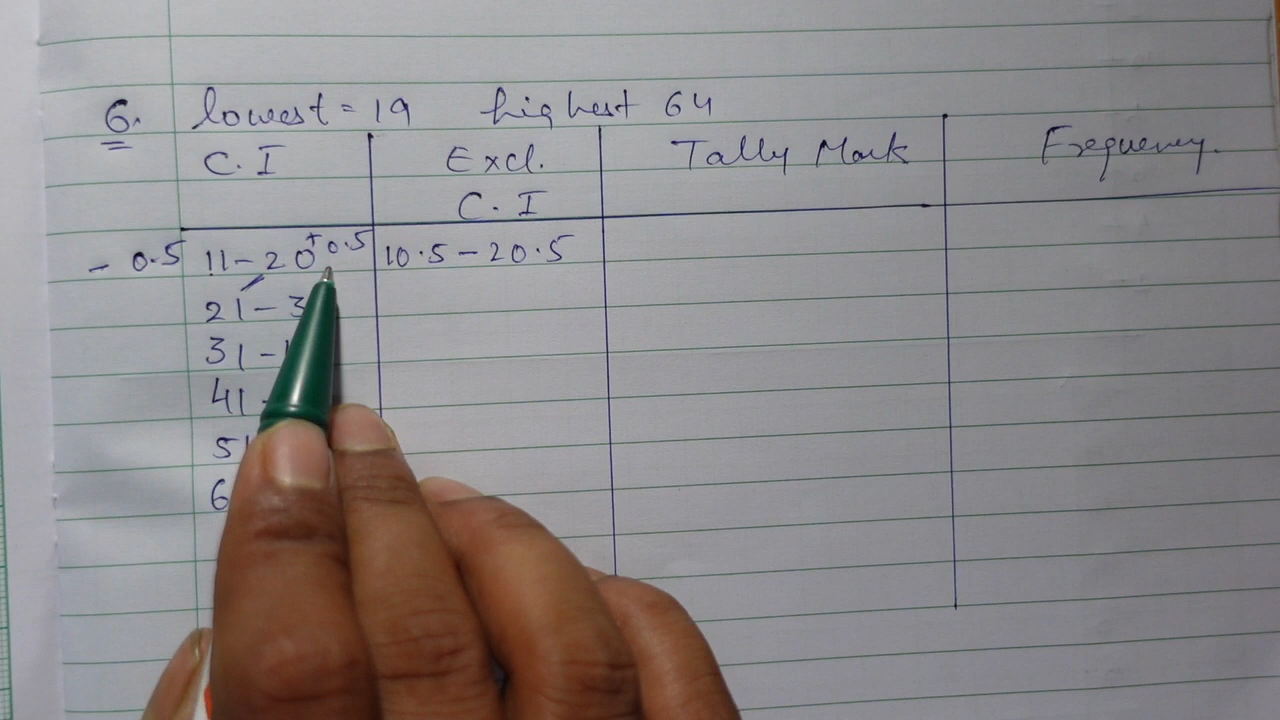 6. lowest = 19 highest 64
C.I Excl. C.I Tally Mark Frequency.
- 0.5 11 - 20 + 0.5 10.5 - 20.5
21 - 3
31 -
41 -
51
6